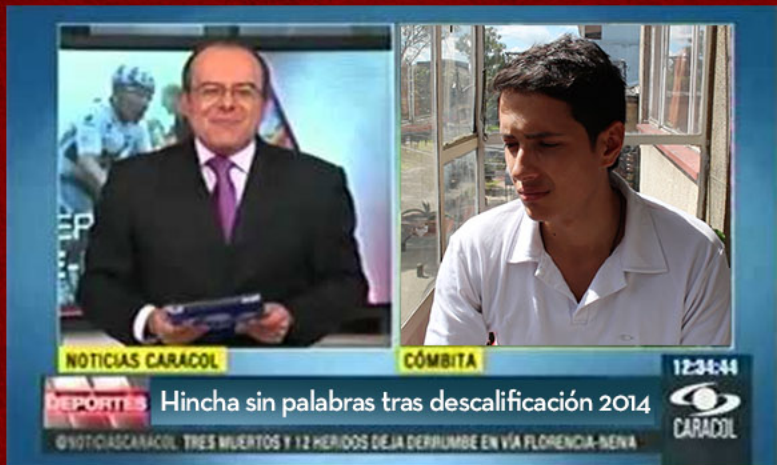 NOTICIAS CARACOL
CÓMBITA
12:34:44
DEPORTES
Hincha sin palabras tras descalificación 2014
CARACOL
@NOTICIASCARACOL TRES MUERTOS Y 12 HERIDOS DEJA DERRUMBE EN VÍA FLORENCIA-NEIVA